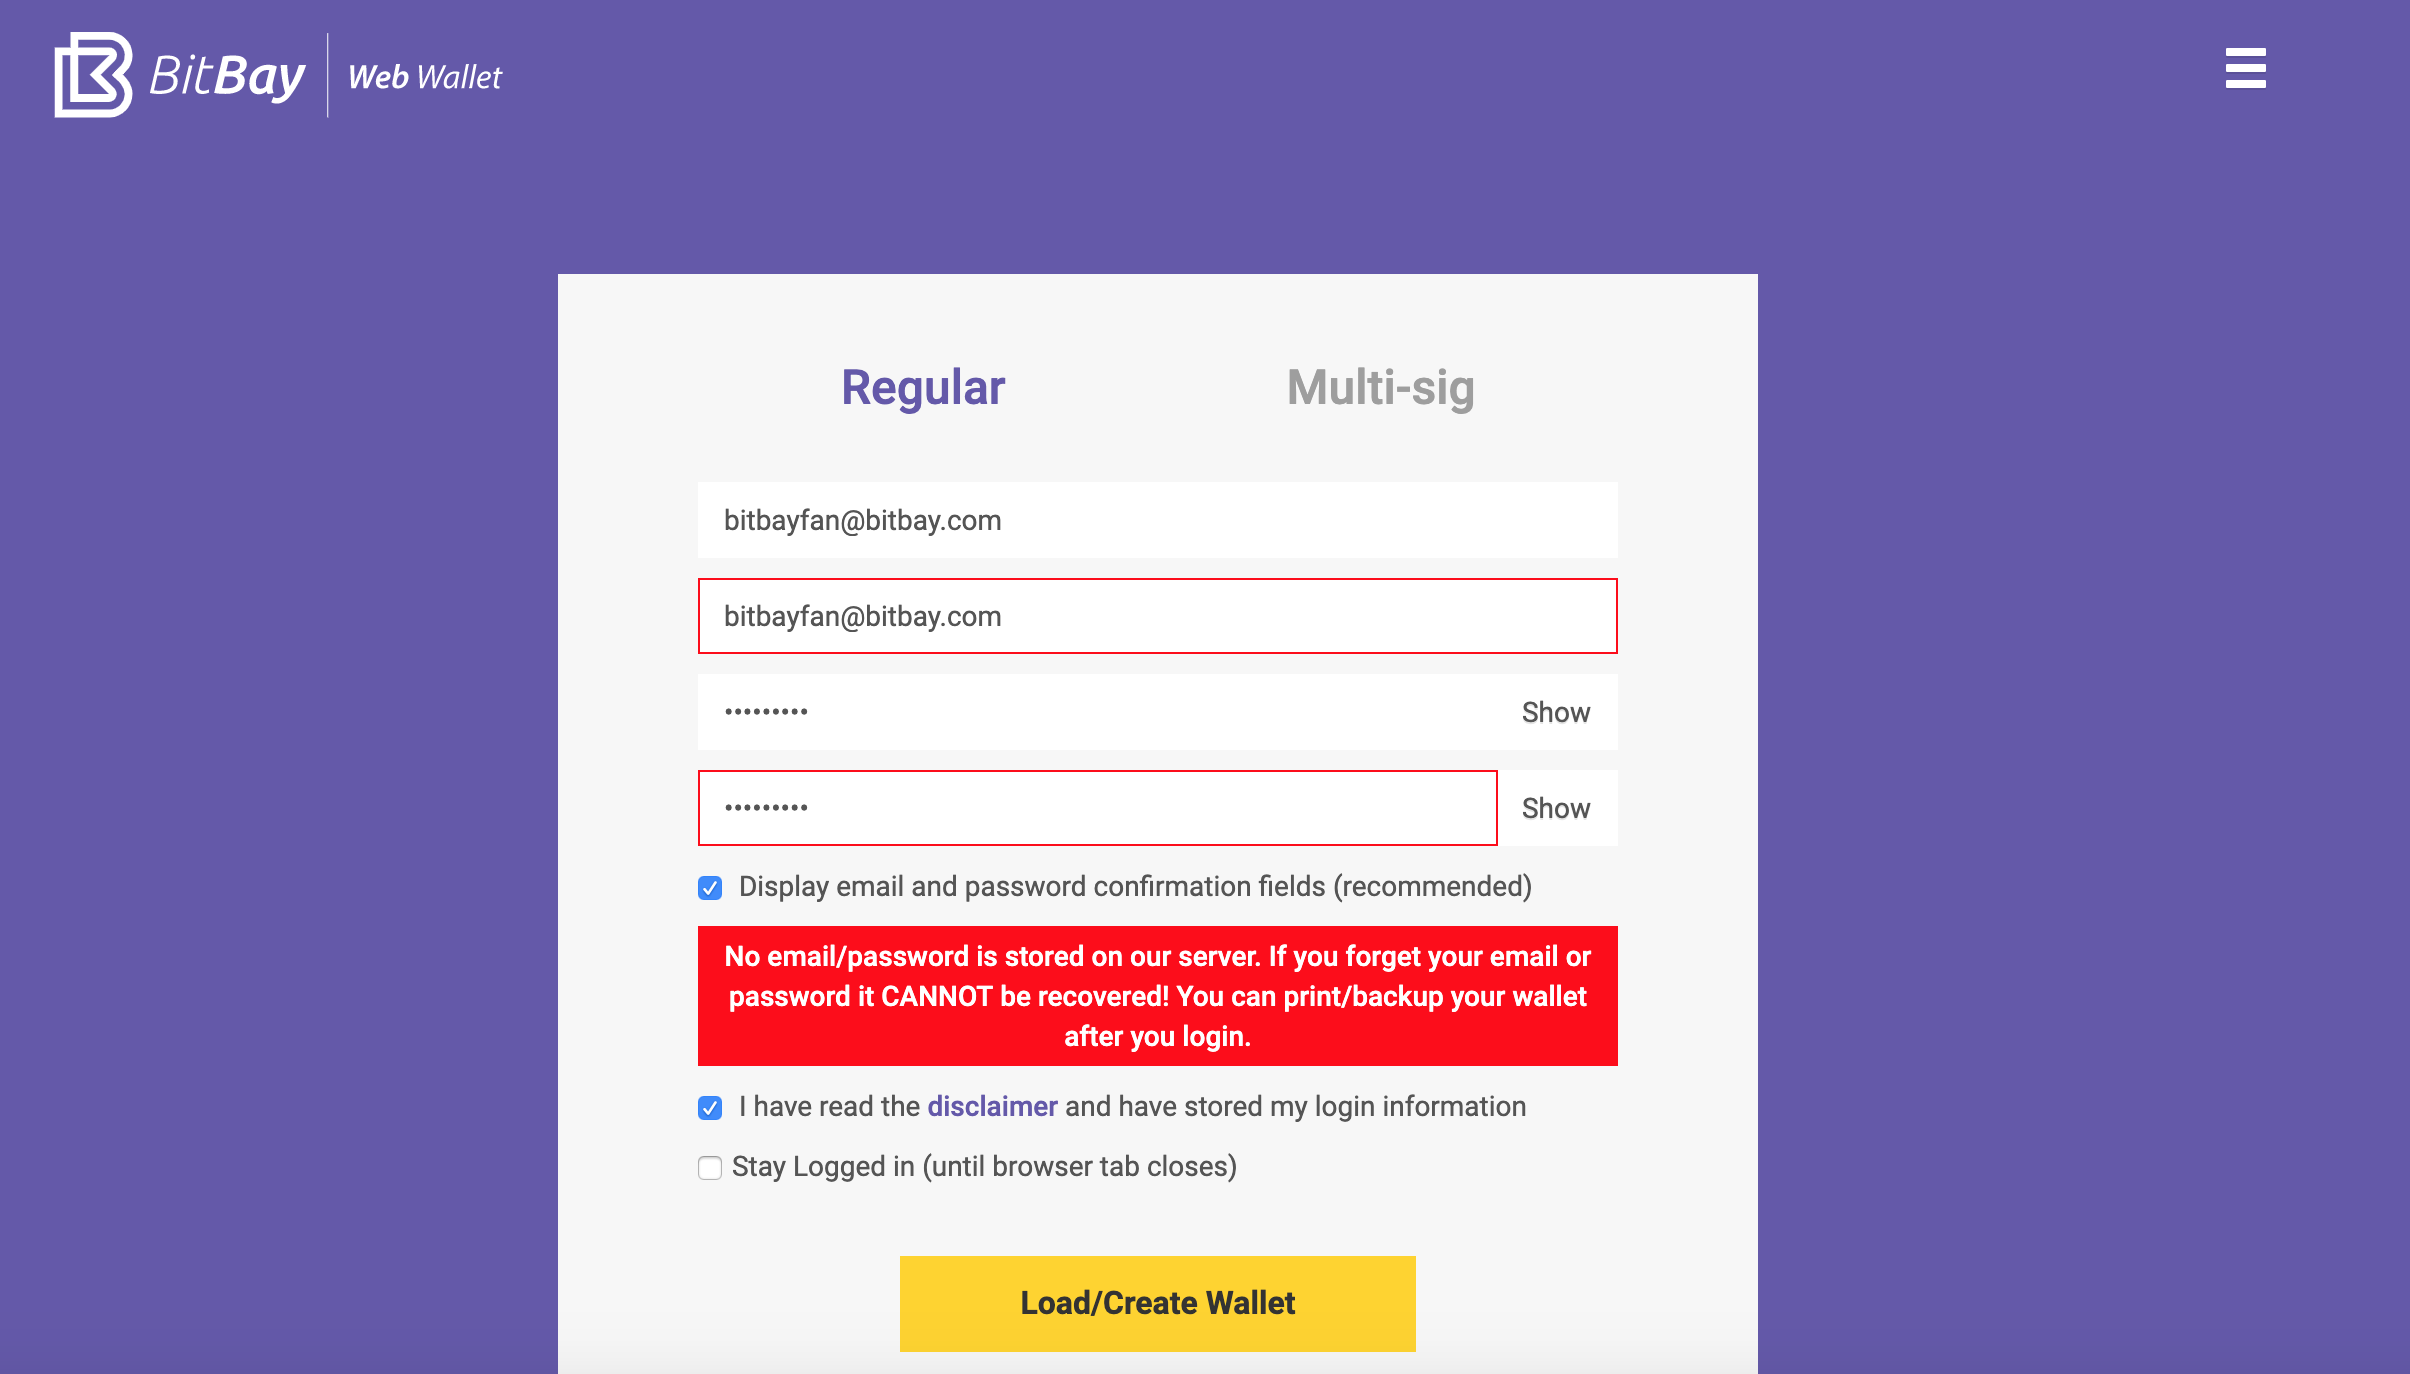 BitBay Web Wallet
Regular Multi-sig
bitbayfan@bitbay.com
bitbayfan@bitbay.com
••••••••• Show
••••••••• Show
Display email and password confirmation fields (recommended)
No email/password is stored on our server. If you forget your email or
password it CANNOT be recovered! You can print/backup your wallet
after you login.
I have read the disclaimer and have stored my login information
Stay Logged in (until browser tab closes)
Load/Create Wallet